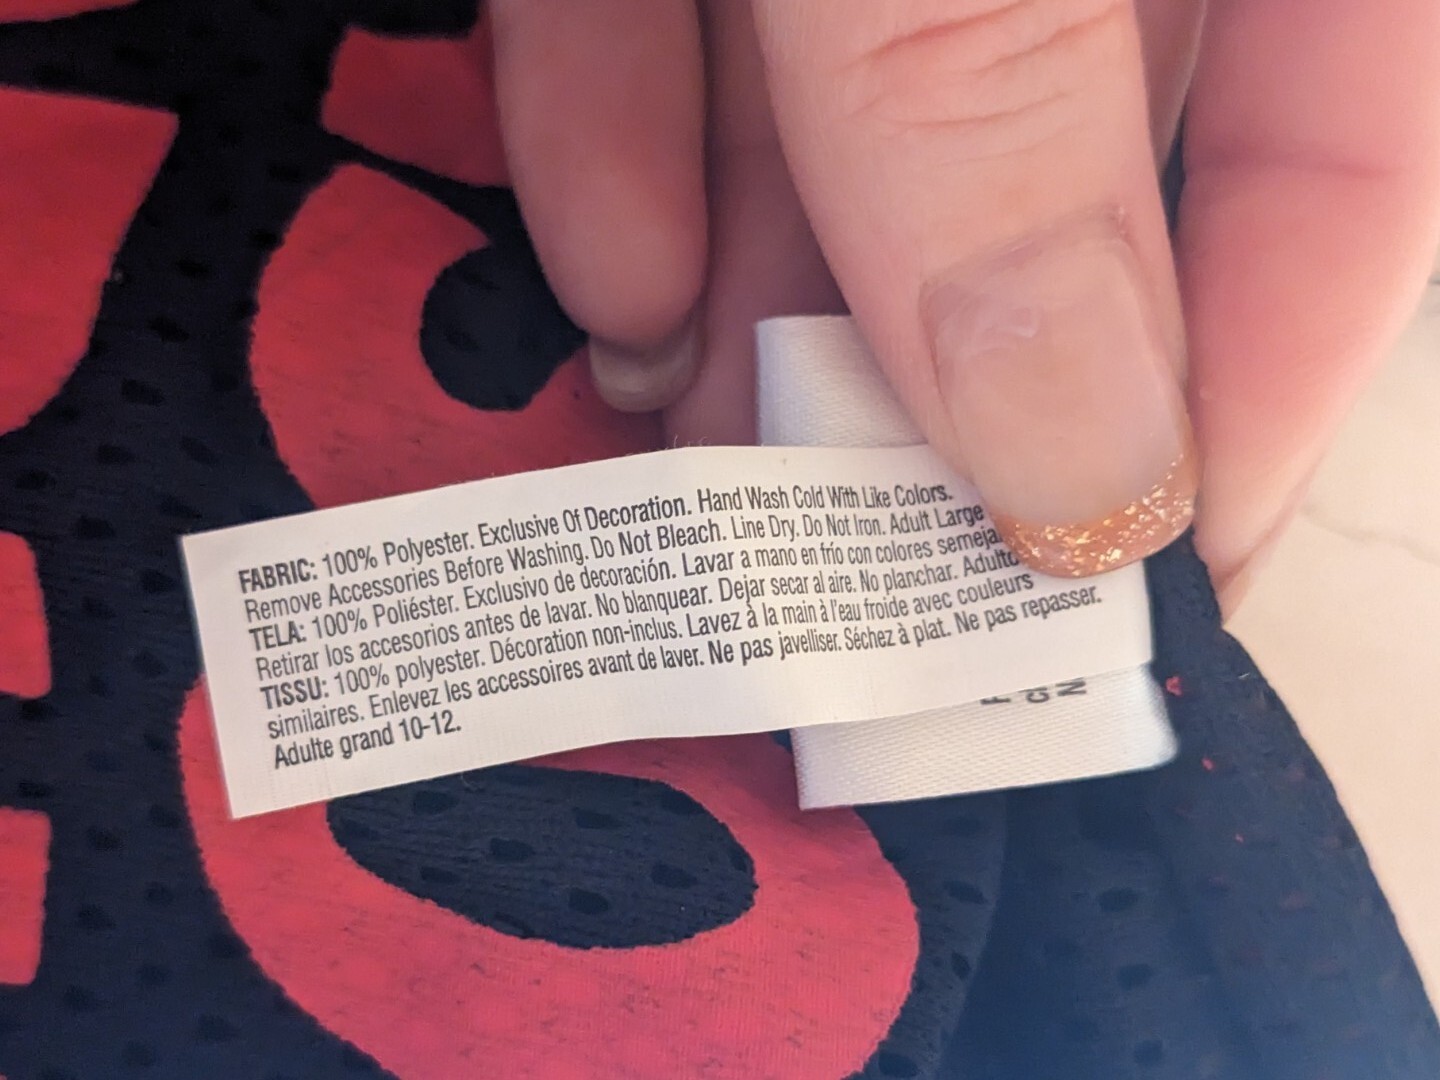 FABRIC: 100% Polyester. Exclusive Of Decoration. Hand Wash Cold With Like Colors.
Remove Accessories Before Washing. Do Not Bleach. Line Dry. Do Not Iron. Adult Large
TELA: 100% Poliéster. Exclusivo de decoración. Lavar a mano en frío con colores
Retirar los accesorios antes de lavar. No blanquear. Dejar secar al aire. No planchar. Adulto
TISSU: 100% polyester. Décoration non-inclus. Lavez à la main à l'eau froide avec couleurs
similaires. Enlevez les accessoires avant de laver. Ne pas javelliser. Séchez à plat. Ne pas repasser.
Adulte grand 10-12.